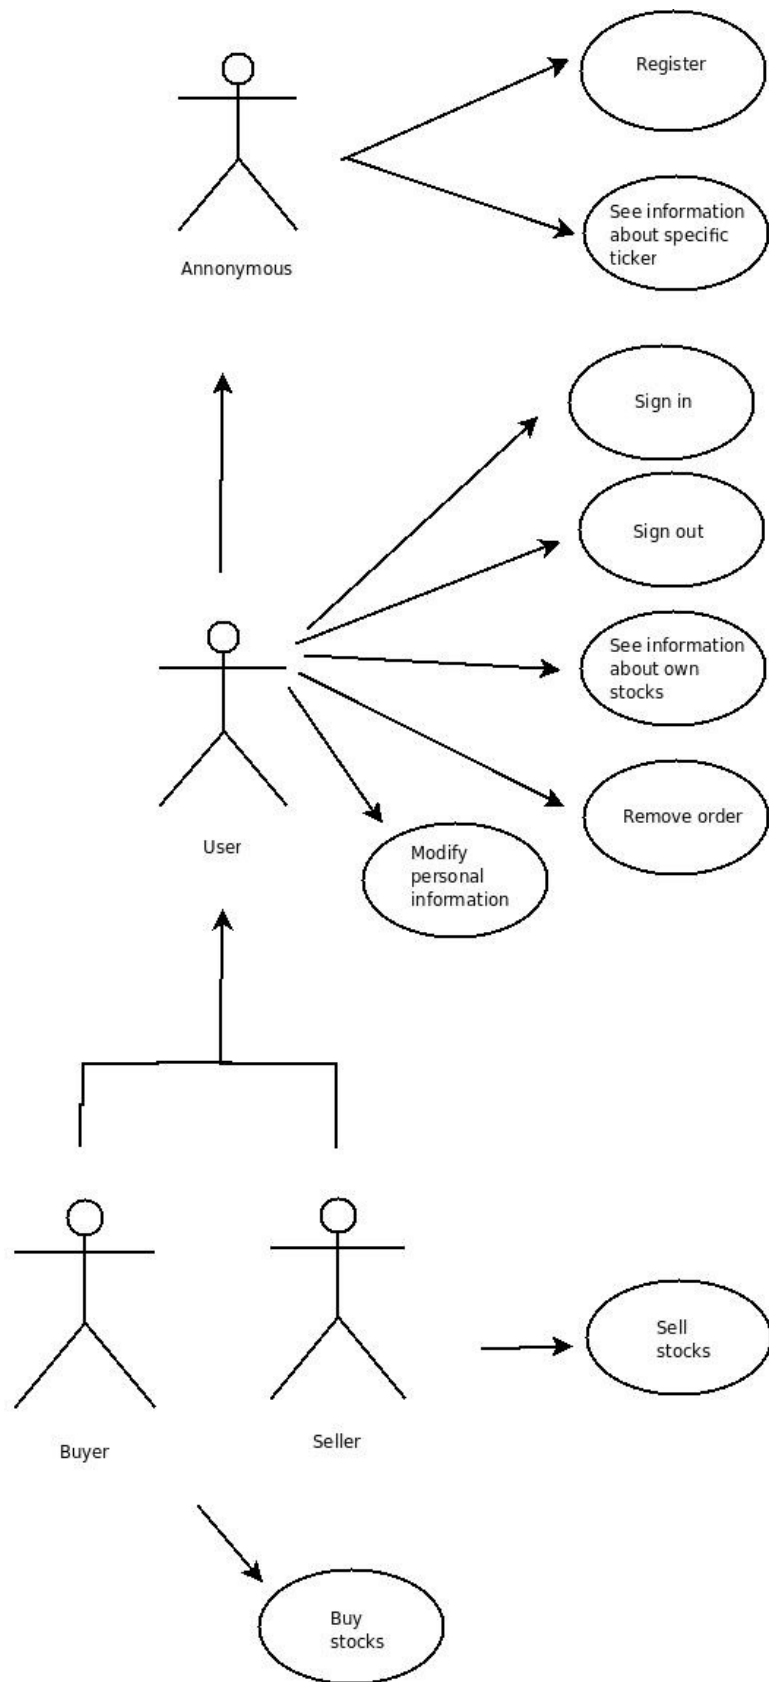 Register
See information
about specific
ticker
Annonymous
Sign in
Sign out
See information
about own
stocks
Remove order
User
Modify
personal
information
Sell
stocks
Seller
Buyer
Buy
stocks